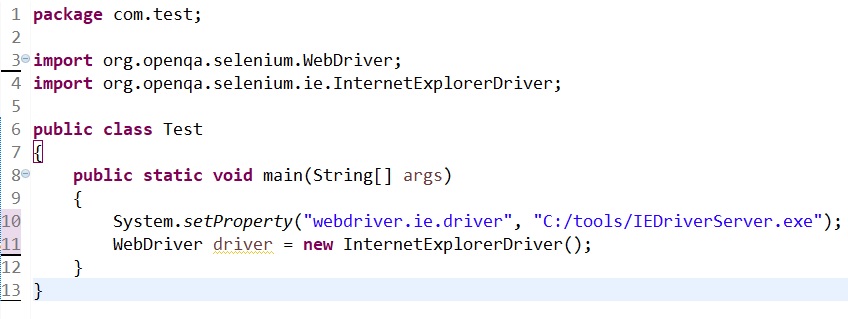 1 package com.test;
2
3 import org.openqa.selenium.WebDriver;
4 import org.openqa.selenium.ie.InternetExplorerDriver;
5
6 public class Test
7 {
8     public static void main(String[] args)
9     {
10         System.setProperty("webdriver.ie.driver", "C:/tools/IEDriverServer.exe");
11         WebDriver driver = new InternetExplorerDriver();
12     }
13 }